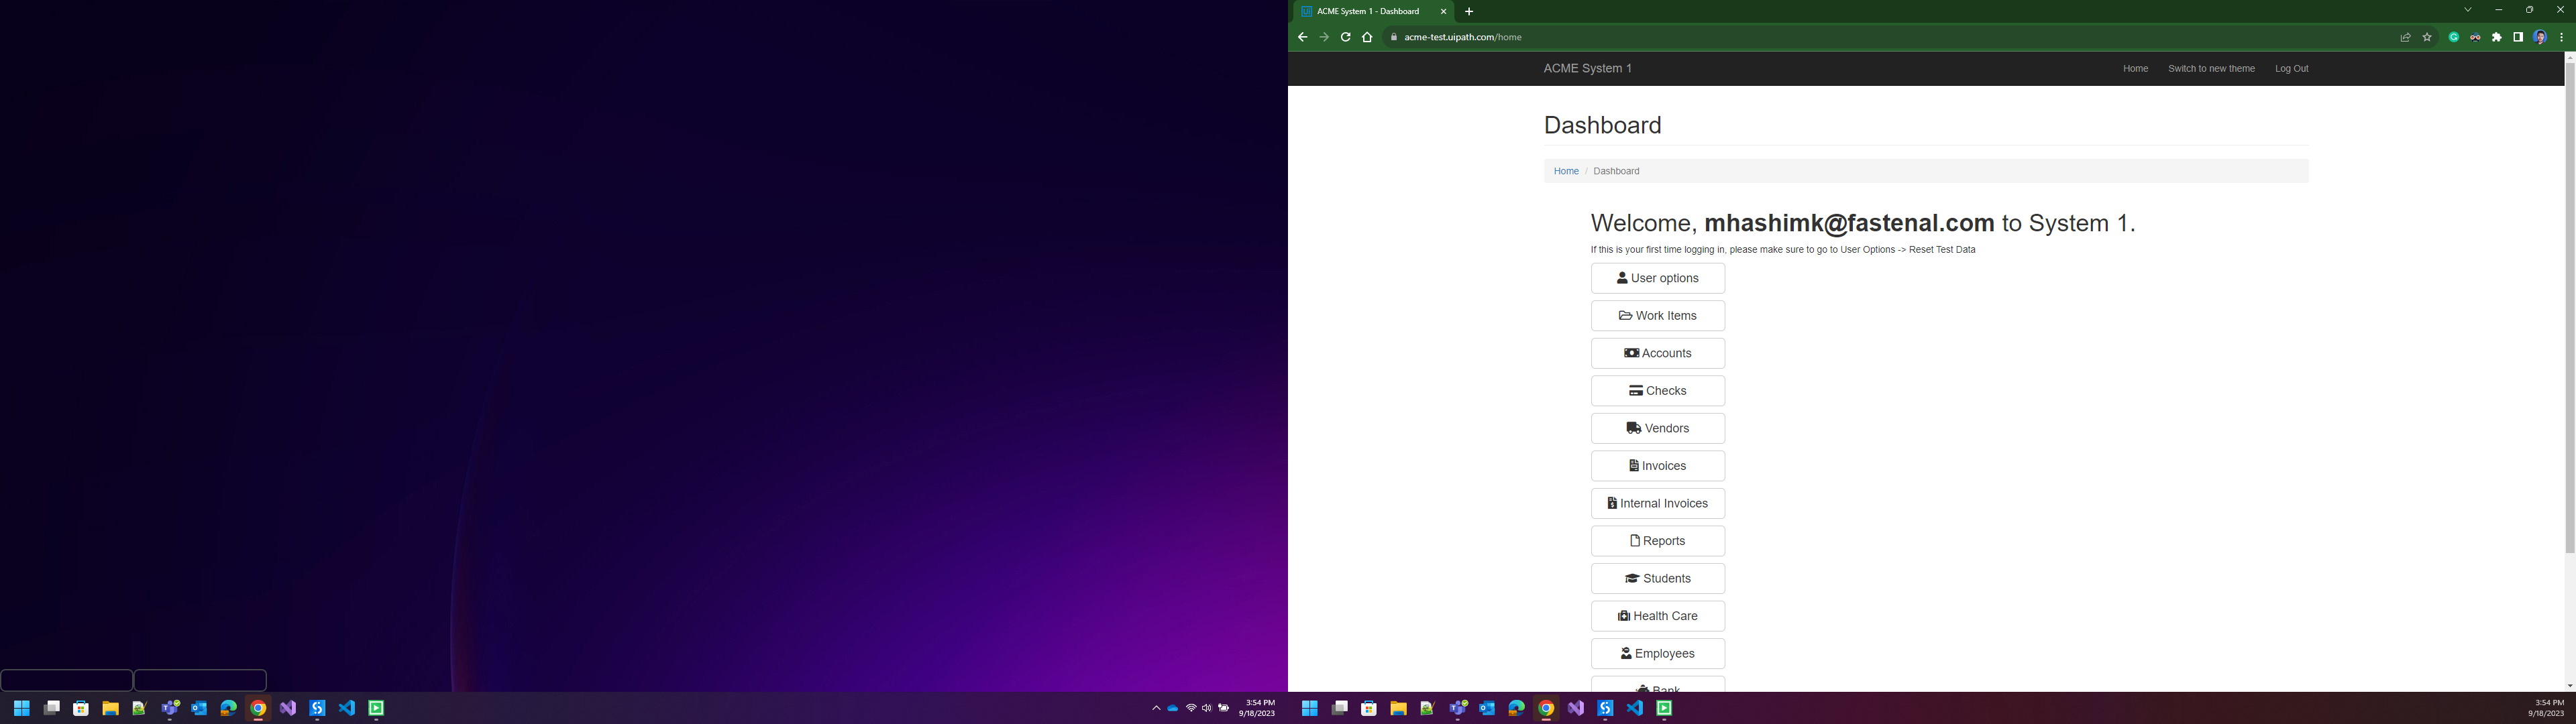 ACME System 1 - Dashboard
acme-test.uipath.com/home
ACME System 1
Home
Switch to new theme
Log Out
Dashboard
Home / Dashboard
Welcome, mhashimk@fastenal.com to System 1.
If this is your first time logging in, please make sure to go to User Options -> Reset Test Data
User options
Work Items
Accounts
Checks
Vendors
Invoices
Internal Invoices
Reports
Students
Health Care
Employees
Bank
3:54 PM
9/18/2023
3:54 PM
9/18/2023